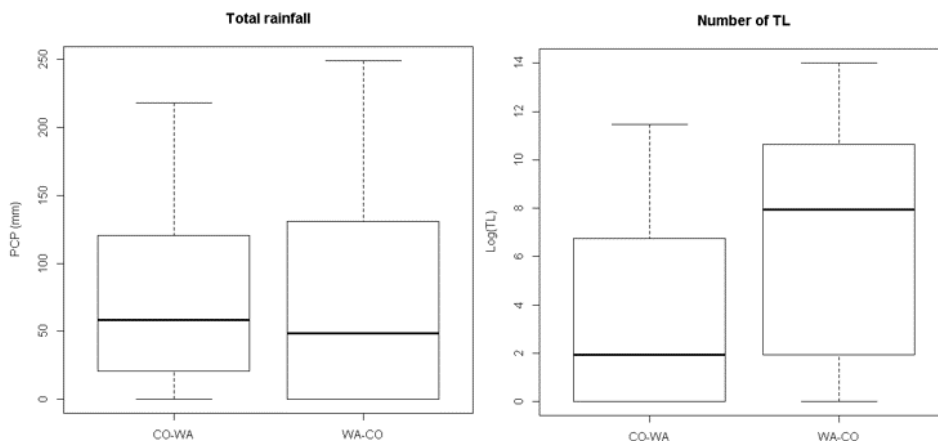 Total rainfall
PCP (mm)
250
200
150
100
50
0
CO-WA WA-CO
Number of TL
Log(TL)
14
12
10
8
6
4
2
0
CO-WA WA-CO